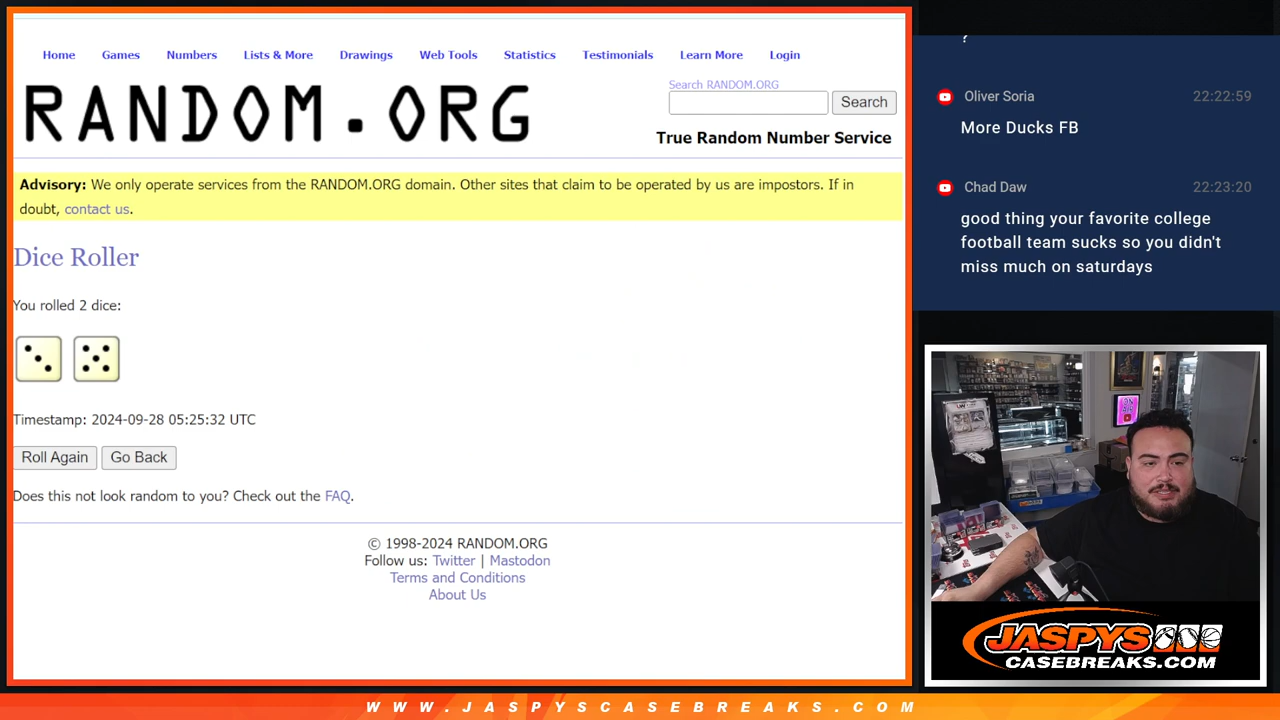 Home Games Numbers Lists & More Drawings Web Tools Statistics Testimonials Learn More Login
RANDOM.ORG
Search RANDOM.ORG
Search
True Random Number Service
Advisory: We only operate services from the RANDOM.ORG domain. Other sites that claim to be operated by us are impostors. If in
doubt, contact us.
Dice Roller
You rolled 2 dice:
Timestamp: 2024-09-28 05:25:32 UTC
Roll Again Go Back
Does this not look random to you? Check out the FAQ.
© 1998-2024 RANDOM.ORG
Follow us: Twitter | Mastodon
Terms and Conditions
About Us
?
Oliver Soria 22:22:59
More Ducks FB
Chad Daw 22:23:20
good thing your favorite college
football team sucks so you didn't
miss much on saturdays
ON
AIR
JASPYS
CASEBREAKS.COM
WWW.JASPYSCASEBREAKS.COM